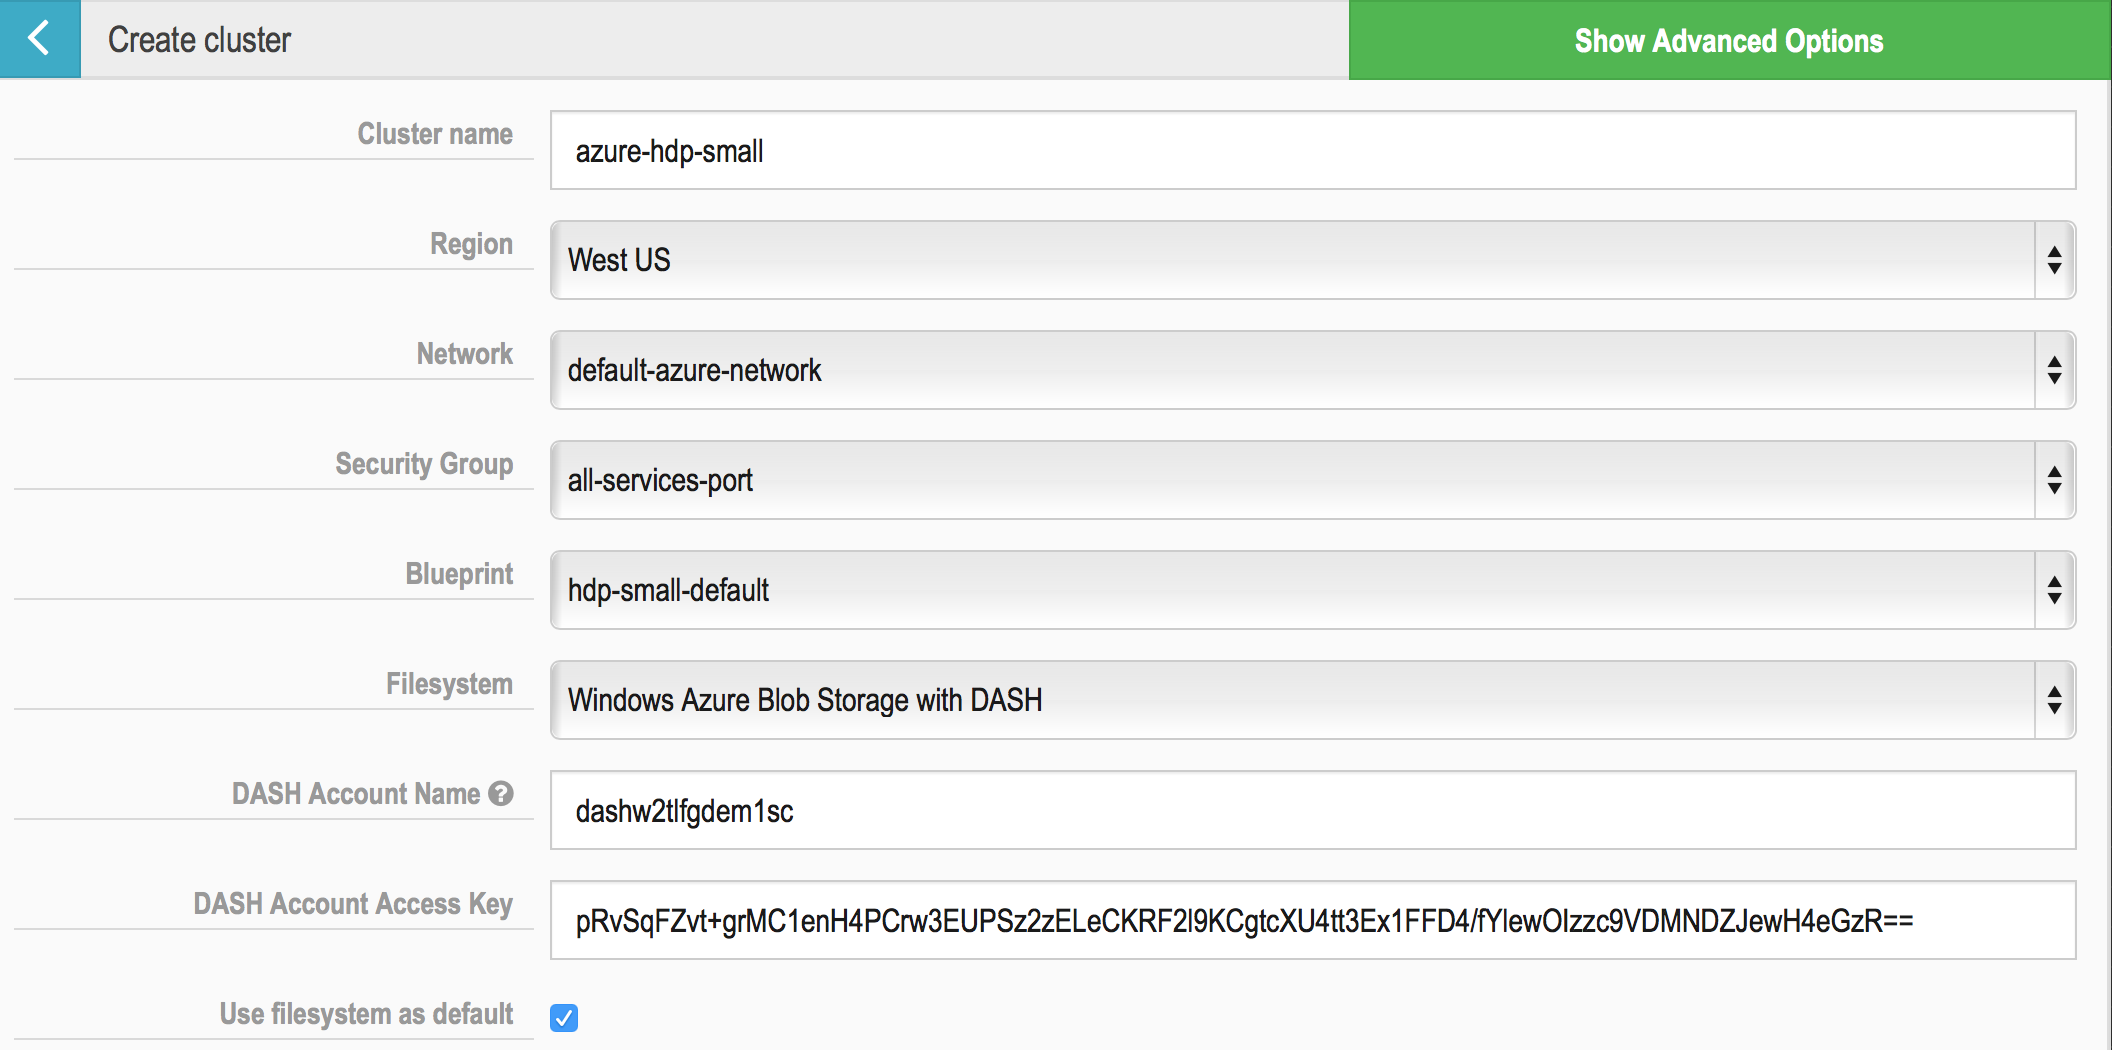 Create cluster
Show Advanced Options
Cluster name
azure-hdp-small
Region
West US
Network
default-azure-network
Security Group
all-services-port
Blueprint
hdp-small-default
Filesystem
Windows Azure Blob Storage with DASH
DASH Account Name
dashw2tlfgdem1sc
DASH Account Access Key
pRvSqFZvt+grMC1enH4PCrw3EUPSz2zELeCKRF2l9KCgtcXU4tt3Ex1FFD4/fYlewOIzzc9VDMNDZJewH4eGzR==
Use filesystem as default